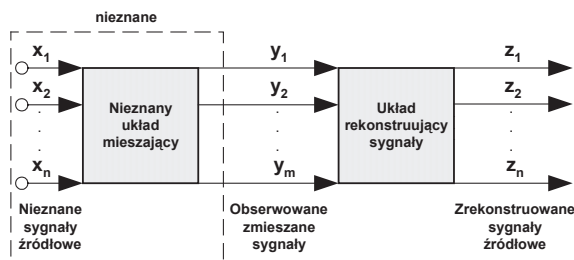 nieznane
x1
x2
.
.
xn
Nieznany
układ
mieszający
y1
y2
.
.
ym
Układ
rekonstruujący
sygnały
z1
z2
.
.
zn
Nieznane
sygnały
źródłowe
Obserwowane
zmieszane
sygnały
Zrekonstruowane
sygnały
źródłowe